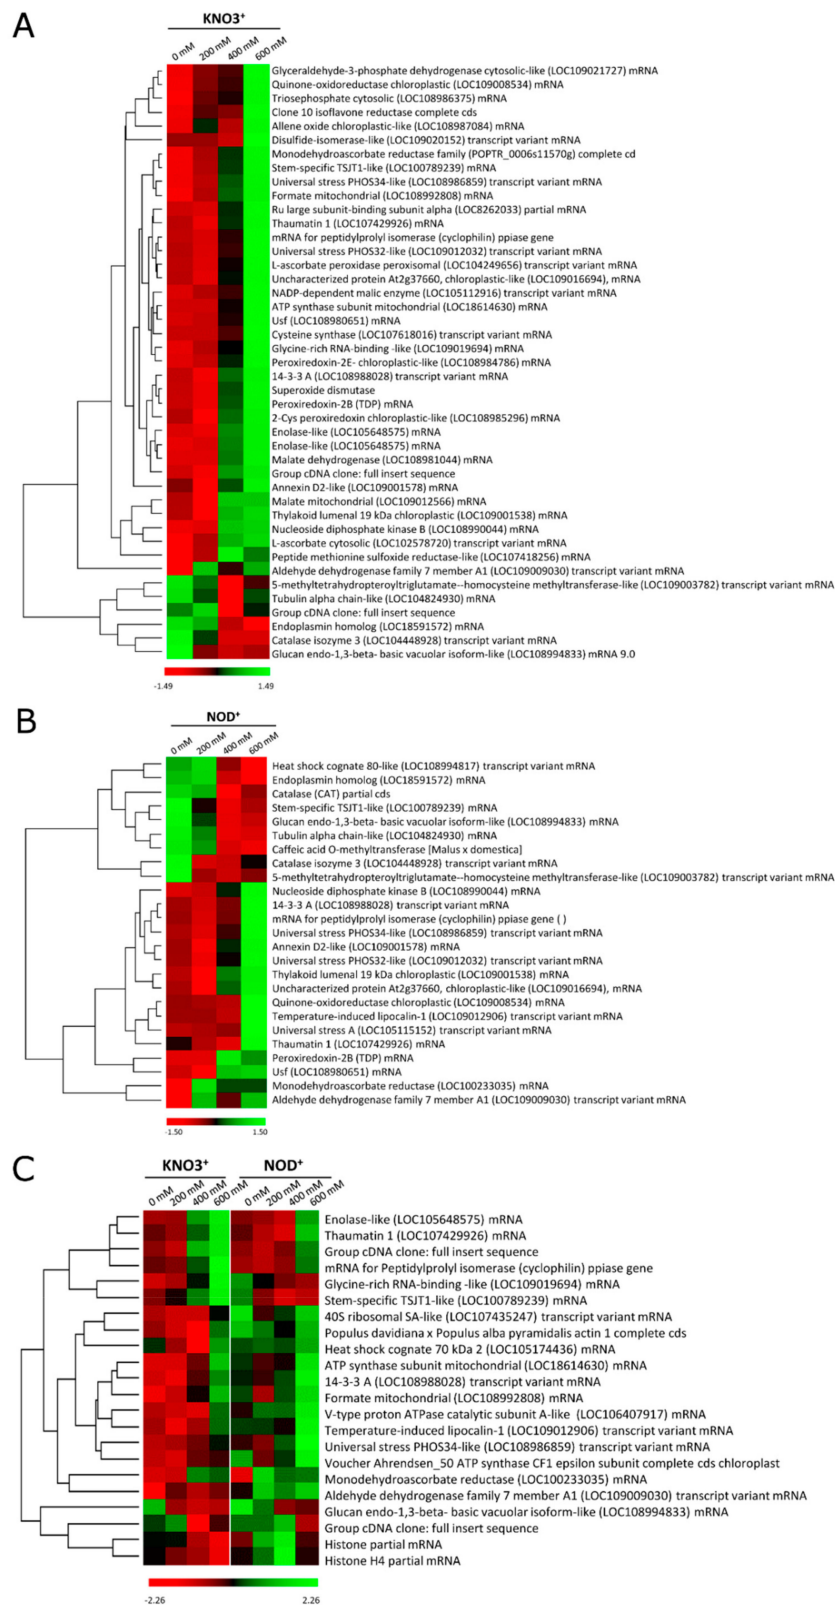 A
KNO3+
0 mM 200 mM 400 mM 600 mM
Glyceraldehyde-3-phosphate dehydrogenase cytosolic-like (LOC109021727) mRNA
Quinone-oxidoreductase chloroplastic (LOC109008534) mRNA
Triosephosphate cytosolic (LOC108986375) mRNA
Clone 10 isoflavone reductase complete cds
Allene oxide chloroplastic-like (LOC108987084) mRNA
Disulfide-isomerase-like (LOC109020152) transcript variant mRNA
Monodehydroascorbate reductase family (POPTR_0006s11570g) complete cd
Stem-specific TSJT1-like (LOC100789239) mRNA
Universal stress PHOS34-like (LOC108986859) transcript variant mRNA
Formate mitochondrial (LOC108992808) mRNA
Ru large subunit-binding subunit alpha (LOC8262033) partial mRNA
Thaumatin 1 (LOC107429926) mRNA
mRNA for peptidylprolyl isomerase (cyclophilin) ppiase gene
Universal stress PHOS32-like (LOC109012032) transcript variant mRNA
L-ascorbate peroxidase peroxisomal (LOC104249656) transcript variant mRNA
Uncharacterized protein At2g37660, chloroplastic-like (LOC109016694), mRNA
NADP-dependent malic enzyme (LOC105112916) transcript variant mRNA
ATP synthase subunit mitochondrial (LOC18614630) mRNA
Usf (LOC108980651) mRNA
Cysteine synthase (LOC107618016) transcript variant mRNA
Glycine-rich RNA-binding -like (LOC109019694) mRNA
Peroxiredoxin-2E- chloroplastic-like (LOC108984786) mRNA
14-3-3 A (LOC108988028) transcript variant mRNA
Superoxide dismutase
Peroxiredoxin-2B (TDP) mRNA
2-Cys peroxiredoxin chloroplastic-like (LOC108985296) mRNA
Enolase-like (LOC105648575) mRNA
Enolase-like (LOC105648575) mRNA
Malate dehydrogenase (LOC108981044) mRNA
Group cDNA clone: full insert sequence
Annexin D2-like (LOC109001578) mRNA
Malate mitochondrial (LOC109012566) mRNA
Thylakoid lumenal 19 kDa chloroplastic (LOC109001538) mRNA
Nucleoside diphosphate kinase B (LOC108990044) mRNA
L-ascorbate cytosolic (LOC102578720) transcript variant mRNA
Peptide methionine sulfoxide reductase-like (LOC107418256) mRNA
Aldehyde dehydrogenase family 7 member A1 (LOC109009030) transcript variant mRNA
5-methyltetrahydropteroyltriglutamate--homocysteine methyltransferase-like (LOC109003782) transcript variant mRNA
Tubulin alpha chain-like (LOC104824930) mRNA
Group cDNA clone: full insert sequence
Endoplasmin homolog (LOC18591572) mRNA
Catalase isozyme 3 (LOC104448928) transcript variant mRNA
Glucan endo-1,3-beta- basic vacuolar isoform-like (LOC108994833) mRNA 9.0
-1.49 1.49
B
NOD+
0 mM 200 mM 400 mM 600 mM
Heat shock cognate 80-like (LOC108994817) transcript variant mRNA
Endoplasmin homolog (LOC18591572) mRNA
Catalase (CAT) partial cds
Stem-specific TSJT1-like (LOC100789239) mRNA
Glucan endo-1,3-beta- basic vacuolar isoform-like (LOC108994833) mRNA
Tubulin alpha chain-like (LOC104824930) mRNA
Caffeic acid O-methyltransferase [Malus x domestica]
Catalase isozyme 3 (LOC104448928) transcript variant mRNA
5-methyltetrahydropteroyltriglutamate--homocysteine methyltransferase-like (LOC109003782) transcript variant mRNA
Nucleoside diphosphate kinase B (LOC108990044) mRNA
14-3-3 A (LOC108988028) transcript variant mRNA
mRNA for peptidylprolyl isomerase (cyclophilin) ppiase gene ( )
Universal stress PHOS34-like (LOC108986859) transcript variant mRNA
Annexin D2-like (LOC109001578) mRNA
Universal stress PHOS32-like (LOC109012032) transcript variant mRNA
Thylakoid lumenal 19 kDa chloroplastic (LOC109001538) mRNA
Uncharacterized protein At2g37660, chloroplastic-like (LOC109016694), mRNA
Quinone-oxidoreductase chloroplastic (LOC109008534) mRNA
Temperature-induced lipocalin-1 (LOC109012906) transcript variant mRNA
Universal stress A (LOC105115152) transcript variant mRNA
Thaumatin 1 (LOC107429926) mRNA
Peroxiredoxin-2B (TDP) mRNA
Usf (LOC108980651) mRNA
Monodehydroascorbate reductase (LOC100233035) mRNA
Aldehyde dehydrogenase family 7 member A1 (LOC109009030) transcript variant mRNA
-1.50 1.50
C
KNO3+ NOD+
0 mM 200 mM 400 mM 600 mM 0 mM 200 mM 400 mM 600 mM
Enolase-like (LOC105648575) mRNA
Thaumatin 1 (LOC107429926) mRNA
Group cDNA clone: full insert sequence
mRNA for Peptidylprolyl isomerase (cyclophilin) ppiase gene
Glycine-rich RNA-binding -like (LOC109019694) mRNA
Stem-specific TSJT1-like (LOC100789239) mRNA
40S ribosomal SA-like (LOC107435247) transcript variant mRNA
Populus davidiana x Populus alba pyramidalis actin 1 complete cds
Heat shock cognate 70 kDa 2 (LOC105174436) mRNA
ATP synthase subunit mitochondrial (LOC18614630) mRNA
14-3-3 A (LOC108988028) transcript variant mRNA
Formate mitochondrial (LOC108992808) mRNA
V-type proton ATPase catalytic subunit A-like (LOC106407917) mRNA
Temperature-induced lipocalin-1 (LOC109012906) transcript variant mRNA
Universal stress PHOS34-like (LOC108986859) transcript variant mRNA
Voucher Ahrendsen_50 ATP synthase CF1 epsilon subunit complete cds chloroplast
Monodehydroascorbate reductase (LOC100233035) mRNA
Aldehyde dehydrogenase family 7 member A1 (LOC109009030) transcript variant mRNA
Glucan endo-1,3-beta- basic vacuolar isoform-like (LOC108994833) mRNA
Group cDNA clone: full insert sequence
Histone partial mRNA
Histone H4 partial mRNA
-2.26 2.26